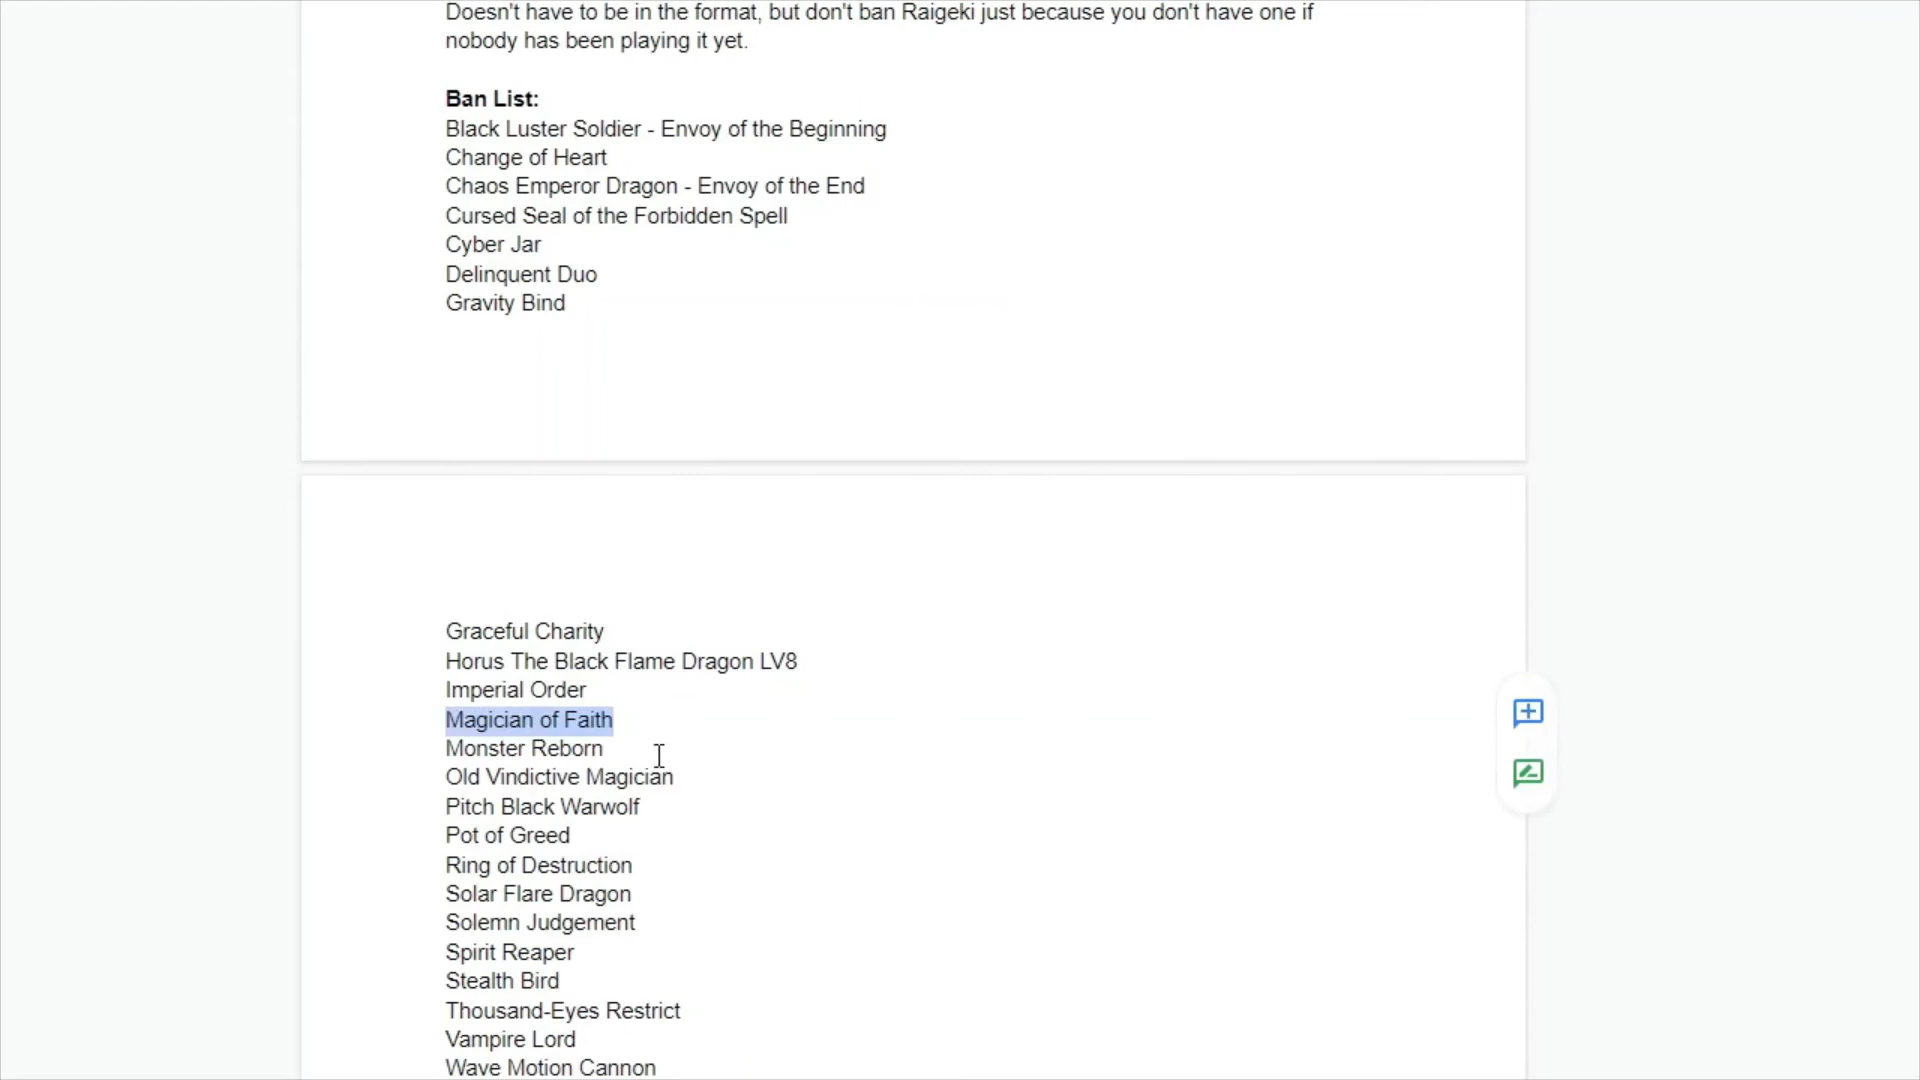 Doesn't have to be in the format, but don't ban Raigeki just because you don't have one if
nobody has been playing it yet.
Ban List:
Black Luster Soldier - Envoy of the Beginning
Change of Heart
Chaos Emperor Dragon - Envoy of the End
Cursed Seal of the Forbidden Spell
Cyber Jar
Delinquent Duo
Gravity Bind
Graceful Charity
Horus The Black Flame Dragon LV8
Imperial Order
Magician of Faith
Monster Reborn
Old Vindictive Magician
Pitch Black Warwolf
Pot of Greed
Ring of Destruction
Solar Flare Dragon
Solemn Judgement
Spirit Reaper
Stealth Bird
Thousand-Eyes Restrict
Vampire Lord
Wave Motion Cannon